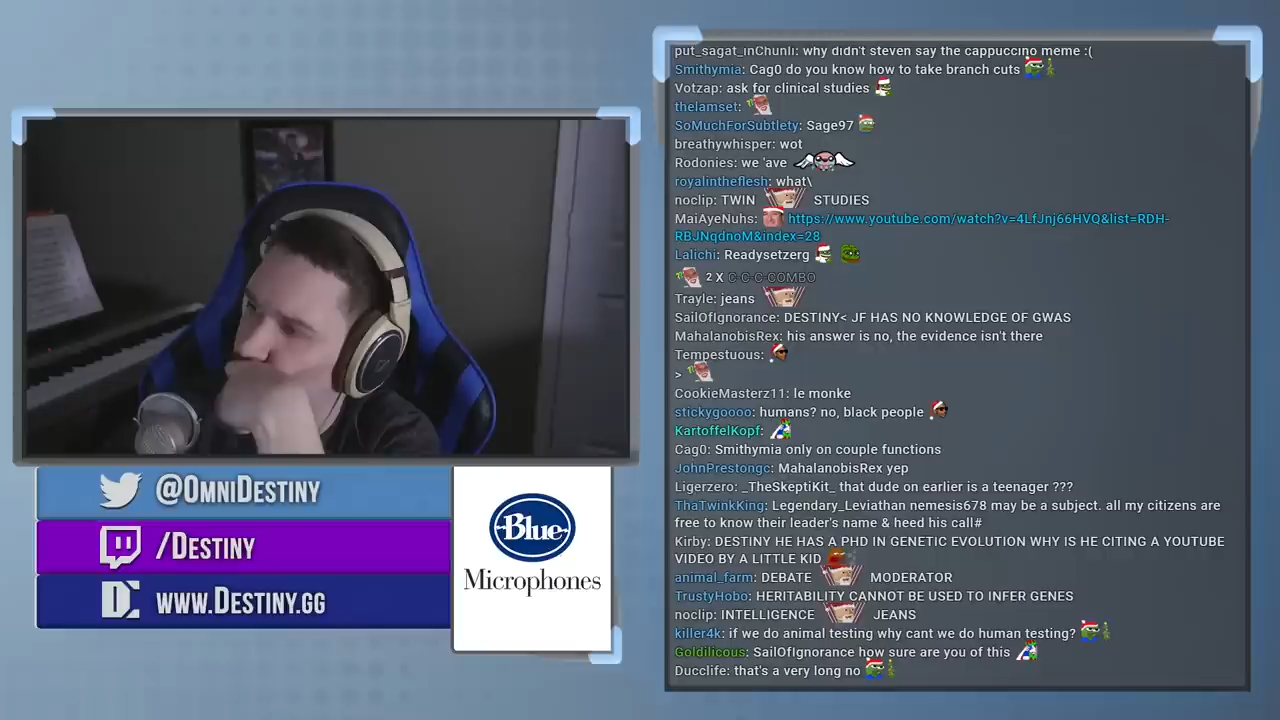 @OMNIDESTINY
/DESTINY
WWW.DESTINY.GG
Blue
Microphones
put_sagat_inChunli: why didn't steven say the cappuccino meme :(
Smithymia: Cag0 do you know how to take branch cuts
Votzap: ask for clinical studies
thelamset:
SoMuchForSubtlety: Sage97
breathywhisper: wot
Rodonies: we 'ave
royalintheflesh: what\
noclip: TWIN STUDIES
MaiAyeNuhs: https://www.youtube.com/watch?v=4LfJnj66HVQ&list=RDH-
RBJNqdnoM&index=28
Lalichi: Readysetzerg
2 X C-C-C-COMBO
Trayle: jeans
SailOfIgnorance: DESTINY< JF HAS NO KNOWLEDGE OF GWAS
MahalanobisRex: his answer is no, the evidence isn't there
Tempestuous:
>
CookieMasterz11: le monke
stickygoooo: humans? no, black people
KartoffelKopf:
Cag0: Smithymia only on couple functions
JohnPrestongc: MahalanobisRex yep
Ligerzero: _TheSkeptiKit_ that dude on earlier is a teenager ???
ThaTwinkKing: Legendary_Leviathan nemesis678 may be a subject. all my citizens are
free to know their leader's name & heed his call#
Kirby: DESTINY HE HAS A PHD IN GENETIC EVOLUTION WHY IS HE CITING A YOUTUBE
VIDEO BY A LITTLE KID
animal_farm: DEBATE MODERATOR
TrustyHobo: HERITABILITY CANNOT BE USED TO INFER GENES
noclip: INTELLIGENCE JEANS
killer4k: if we do animal testing why cant we do human testing?
Goldilicous: SailOfIgnorance how sure are you of this
Ducclife: that's a very long no